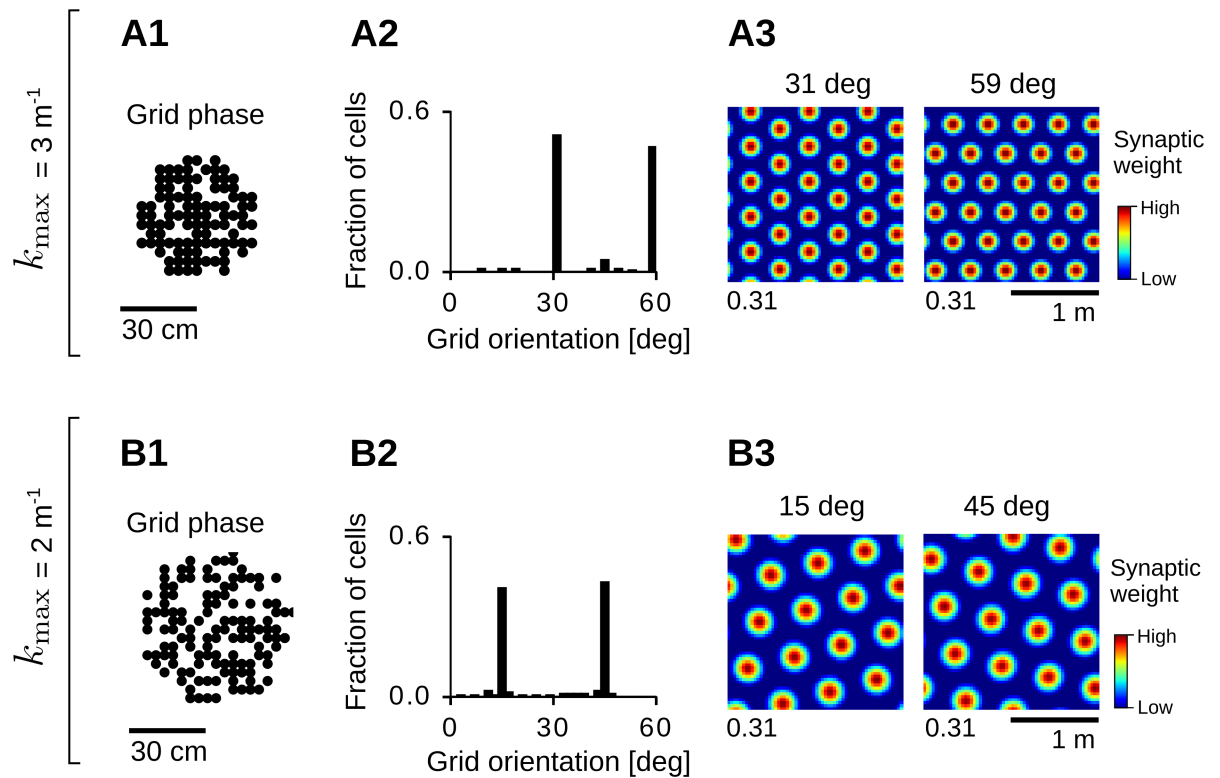 A1
A2
A3
kmax = 3 m-1
Grid phase
30 cm
Fraction of cells
0.6
0.0
0
30
60
Grid orientation [deg]
31 deg
59 deg
0.31
0.31
1 m
Synaptic
weight
High
Low
B1
B2
B3
kmax = 2 m-1
Grid phase
30 cm
Fraction of cells
0.6
0.0
0
30
60
Grid orientation [deg]
15 deg
45 deg
0.31
0.31
1 m
Synaptic
weight
High
Low